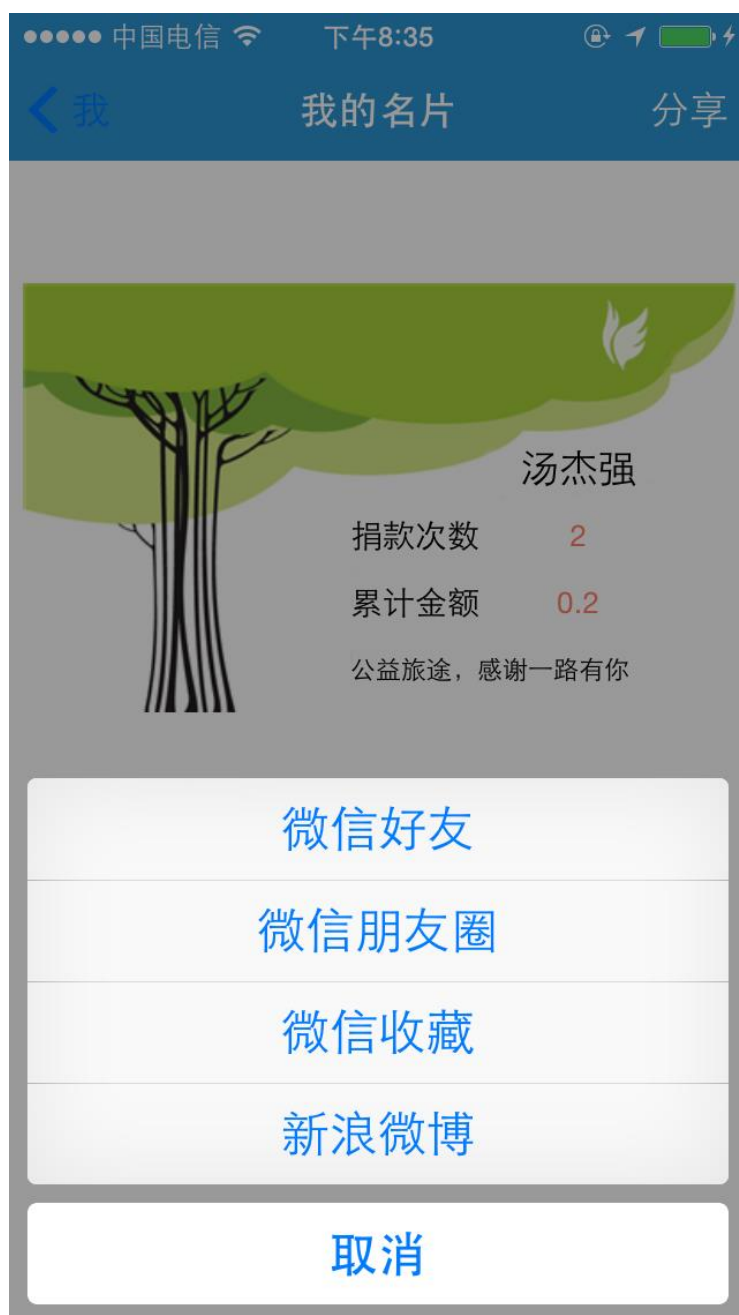 中国电信 下午8:35
我 我的名片 分享
汤杰强
捐款次数 2
累计金额 0.2
公益旅途，感谢一路有你
微信好友
微信朋友圈
微信收藏
新浪微博
取消